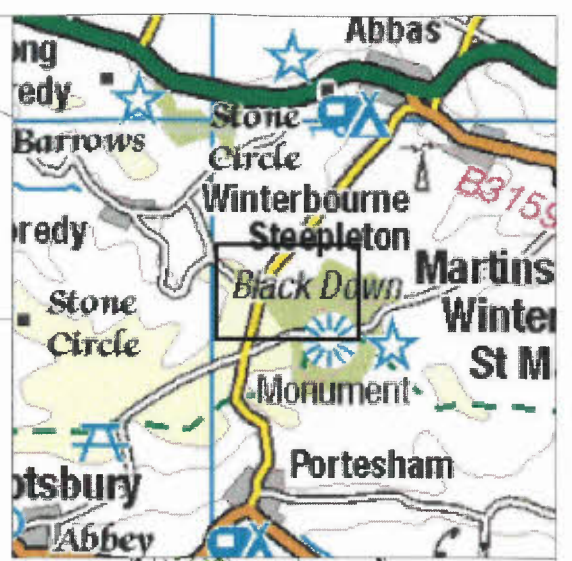 Abbas
ong
redy
Stone
Circle
Barrows
B3159
Winterbourne
Steepleton
oredy
Black Down
Martins
Winter
St M
Stone
Circle
Monument
Portesham
otsbury
Abbey